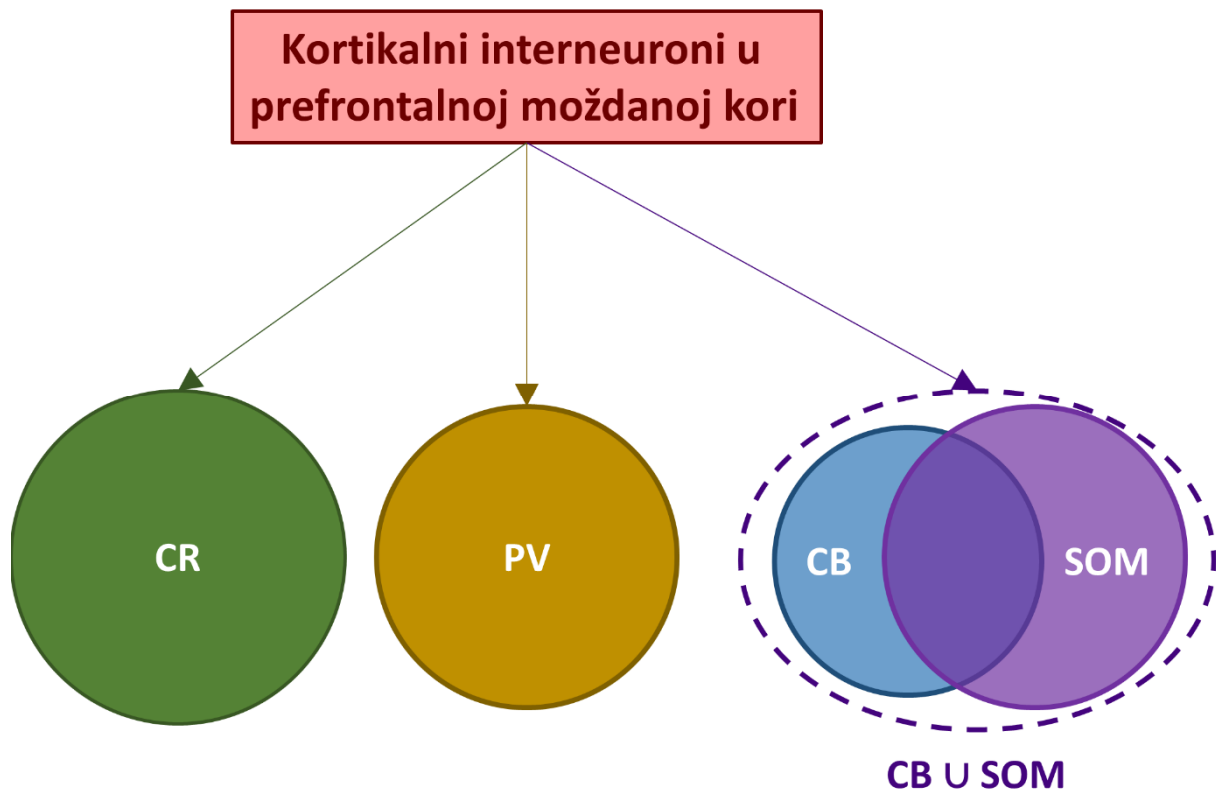 Kortikalni interneuroni u
prefrontalnoj moždanoj kori
CR
PV
CB
SOM
CB ∪ SOM